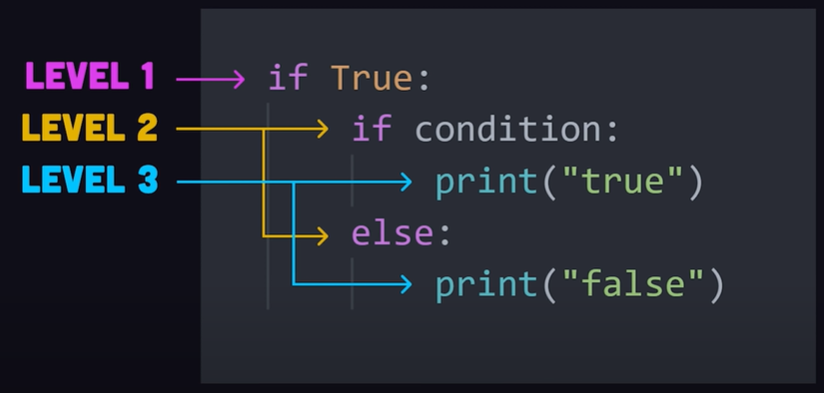 LEVEL 1 if True:
LEVEL 2 if condition:
LEVEL 3 print("true")
else:
print("false")